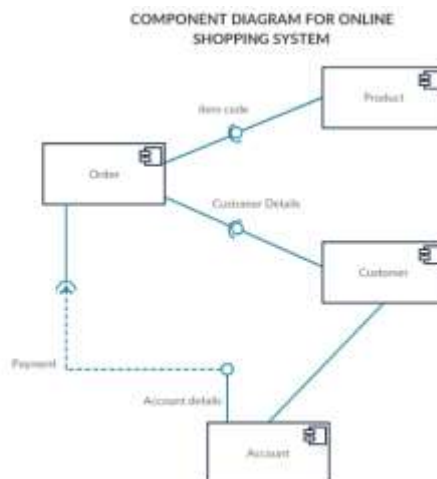 COMPONENT DIAGRAM FOR ONLINE
SHOPPING SYSTEM
Product
item code
Order
Customer Details
Customer
Payment
Account details
Account